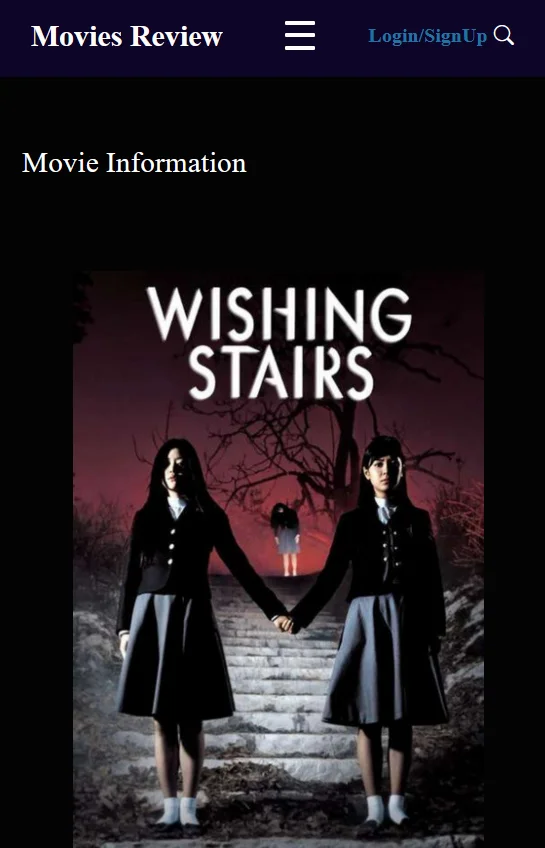 Movies Review
Login/SignUp
Movie Information
WISHING
STAIRS